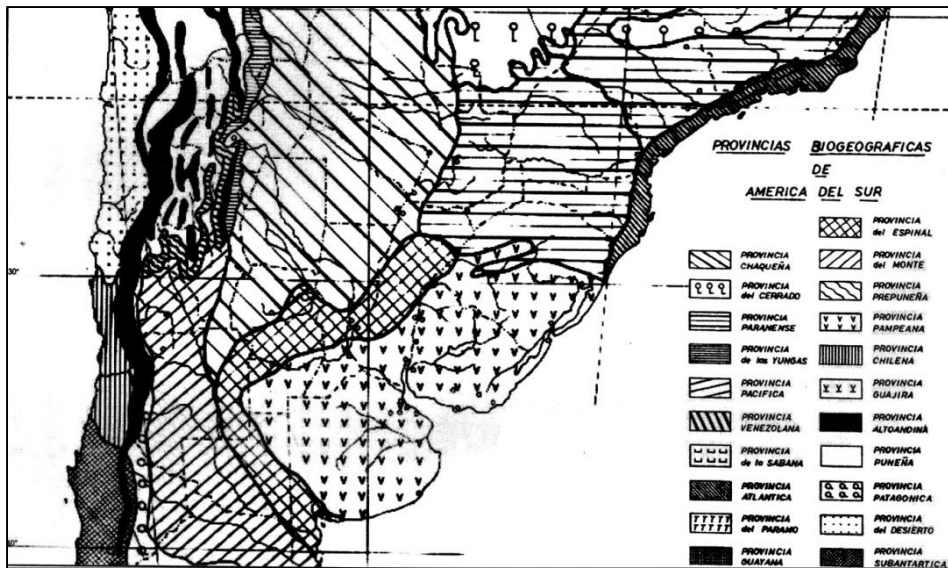 PROVINCIAS BIOGEOGRAFICAS
DE
AMERICA DEL SUR
PROVINCIA
del ESPINAL
PROVINCIA
CHAQUEÑA
PROVINCIA
del MONTE
PROVINCIA
del CERRADO
PROVINCIA
PREPUNEÑA
PROVINCIA
PARANENSE
PROVINCIA
PAMPEANA
PROVINCIA
de las YUNGAS
PROVINCIA
CHILENA
PROVINCIA
PACIFICA
PROVINCIA
GUAJIRA
PROVINCIA
VENEZOLANA
PROVINCIA
ALTOANDINA
PROVINCIA
de la SABANA
PROVINCIA
PUNEÑA
PROVINCIA
ATLANTICA
PROVINCIA
PATAGONICA
PROVINCIA
del PARAMO
PROVINCIA
del DESIERTO
PROVINCIA
GUAYANA
PROVINCIA
SUBANTARTICA
30°